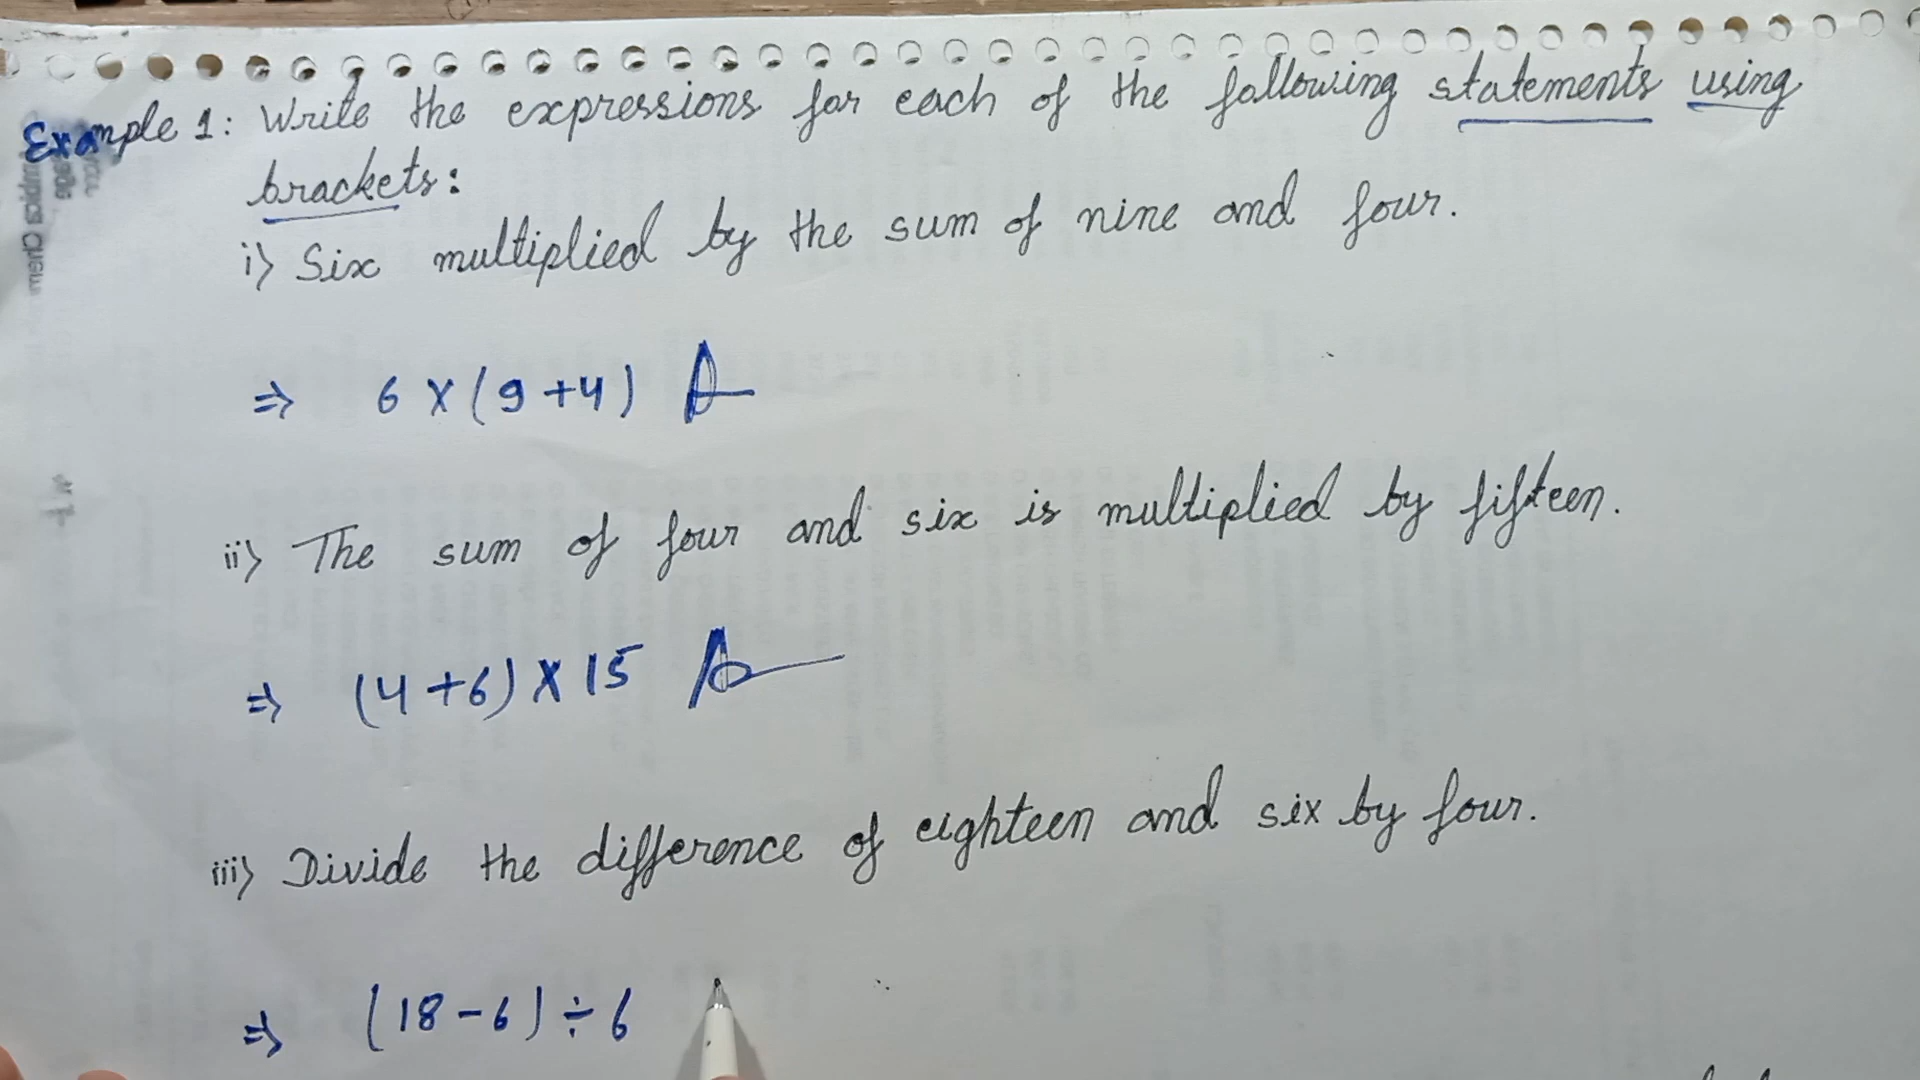 Example 1: Write the expressions for each of the following statements using
brackets:
i) Six multiplied by the sum of nine and four.
⇒ 6 × (9+4) A
ii) The sum of four and six is multiplied by fifteen.
⇒ (4+6) × 15 A
iii) Divide the difference of eighteen and six by four.
⇒ (18-6) ÷ 6